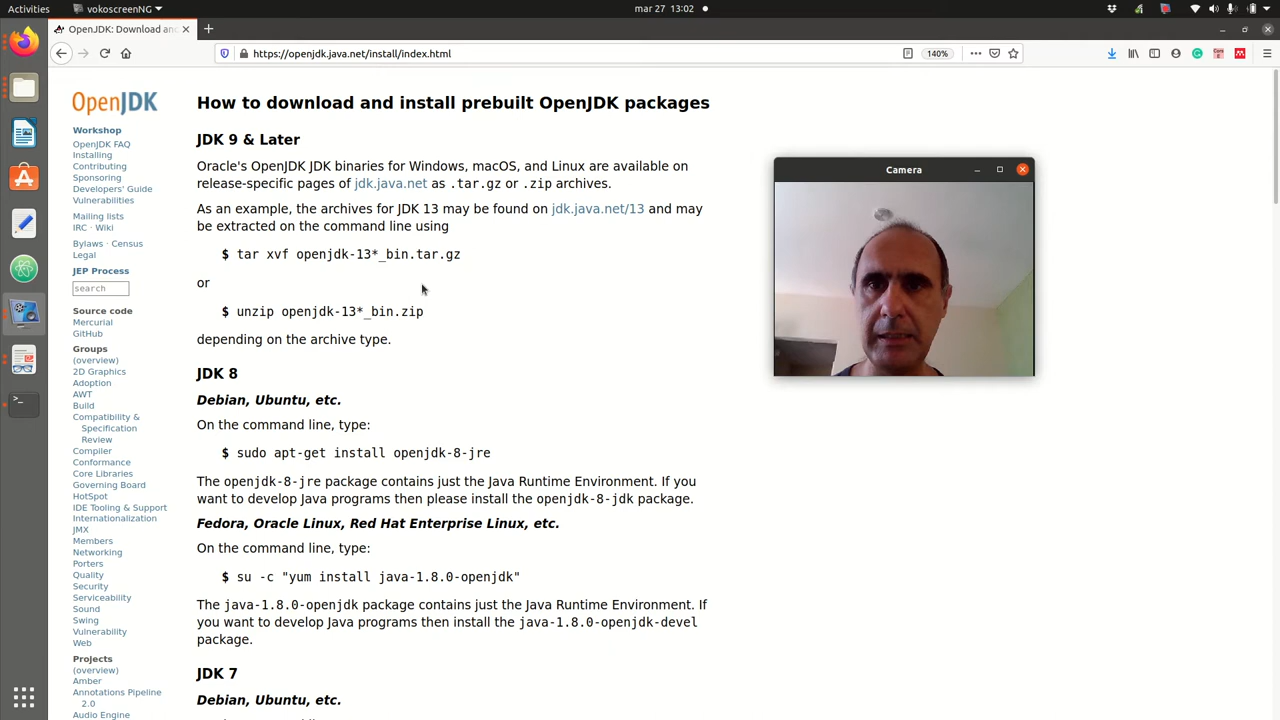 Activities
vokoscreenNG
mar 27 13:02
OpenJDK: Download and
https://openjdk.java.net/install/index.html
140%
OpenJDK
Workshop
OpenJDK FAQ
Installing
Contributing
Sponsoring
Developers' Guide
Vulnerabilities
Mailing lists
IRC · Wiki
Bylaws · Census
Legal
JEP Process
search
Source code
Mercurial
GitHub
Groups
(overview)
2D Graphics
Adoption
AWT
Build
Compatibility &
Specification
Review
Compiler
Conformance
Core Libraries
Governing Board
HotSpot
IDE Tooling & Support
Internationalization
JMX
Members
Networking
Porters
Quality
Security
Serviceability
Sound
Swing
Vulnerability
Web
Projects
(overview)
Amber
Annotations Pipeline
2.0
Audio Engine
How to download and install prebuilt OpenJDK packages
JDK 9 & Later
Oracle's OpenJDK JDK binaries for Windows, macOS, and Linux are available on
release-specific pages of jdk.java.net as .tar.gz or .zip archives.
As an example, the archives for JDK 13 may be found on jdk.java.net/13 and may
be extracted on the command line using
$ tar xvf openjdk-13*_bin.tar.gz
or
$ unzip openjdk-13*_bin.zip
depending on the archive type.
JDK 8
Debian, Ubuntu, etc.
On the command line, type:
$ sudo apt-get install openjdk-8-jre
The openjdk-8-jre package contains just the Java Runtime Environment. If you
want to develop Java programs then please install the openjdk-8-jdk package.
Fedora, Oracle Linux, Red Hat Enterprise Linux, etc.
On the command line, type:
$ su -c "yum install java-1.8.0-openjdk"
The java-1.8.0-openjdk package contains just the Java Runtime Environment. If
you want to develop Java programs then install the java-1.8.0-openjdk-devel
package.
JDK 7
Debian, Ubuntu, etc.
Camera